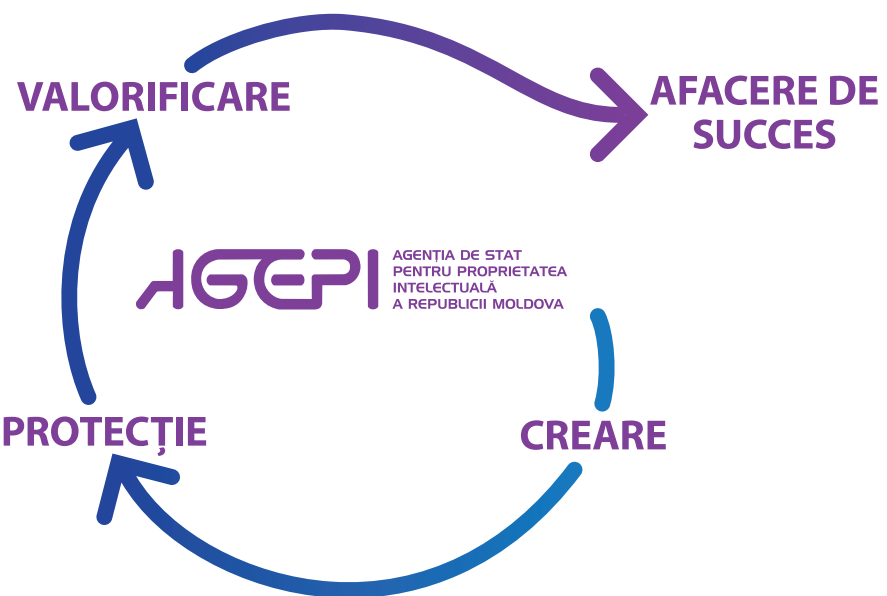 VALORIFICARE
AFACERE DE
SUCCES
AGEPI
AGENȚIA DE STAT
PENTRU PROPRIETATEA
INTELECTUALĂ
A REPUBLICII MOLDOVA
PROTECȚIE
CREARE